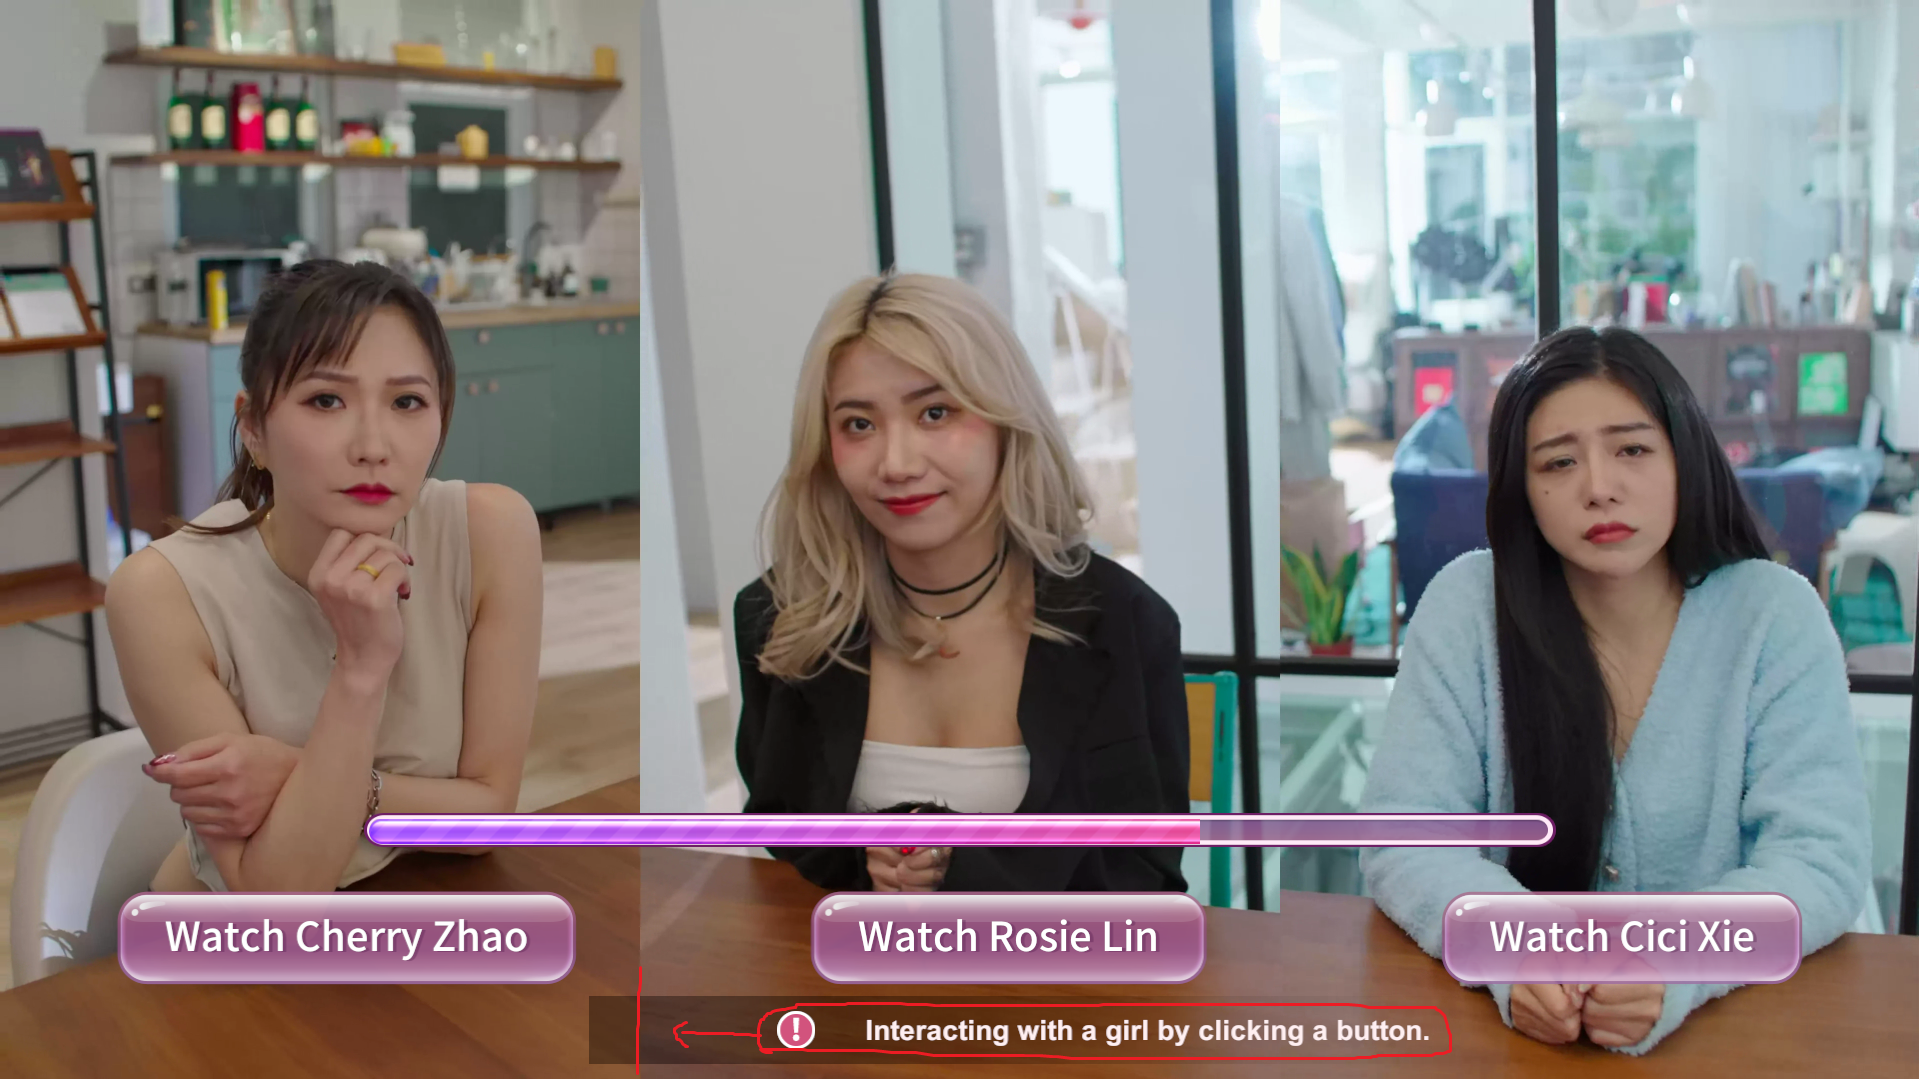 Watch Cherry Zhao
Watch Rosie Lin
Watch Cici Xie
! Interacting with a girl by clicking a button.